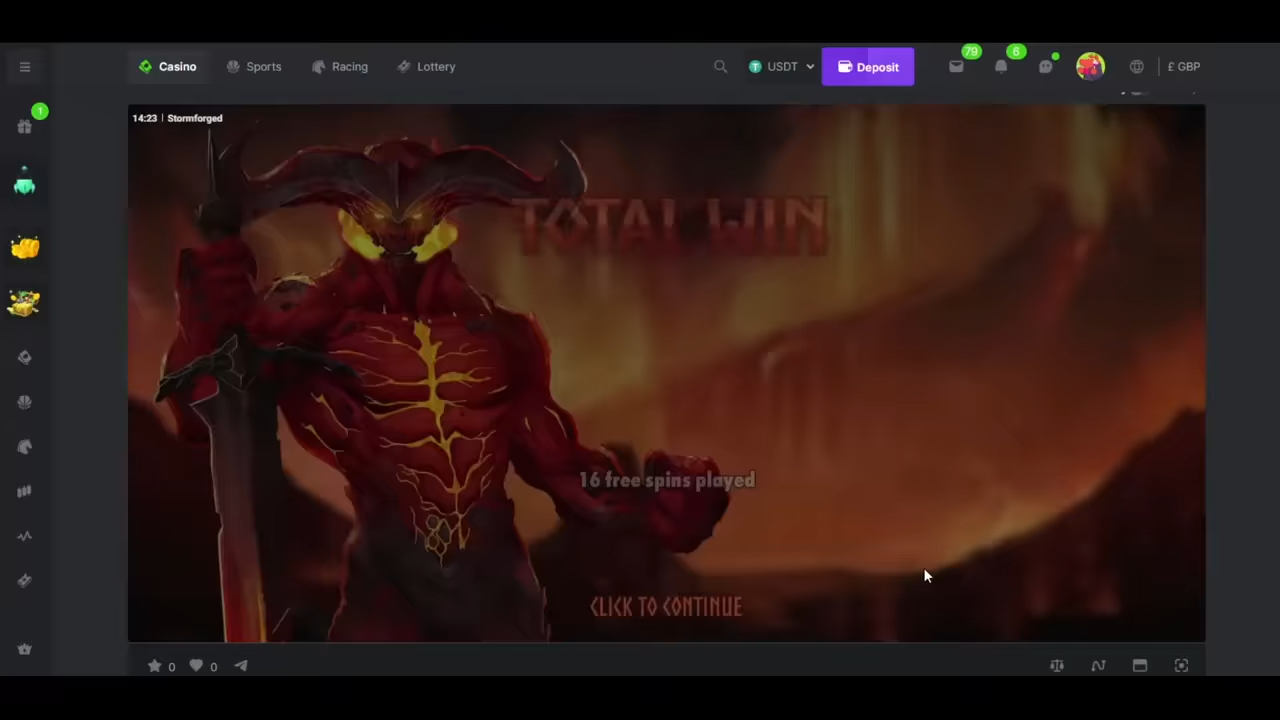 Casino Sports Racing Lottery USDT Deposit 79 6 £ GBP
1
14:23 | Stormforged
TOTAL WIN
16 free spins played
CLICK TO CONTINUE
0 0